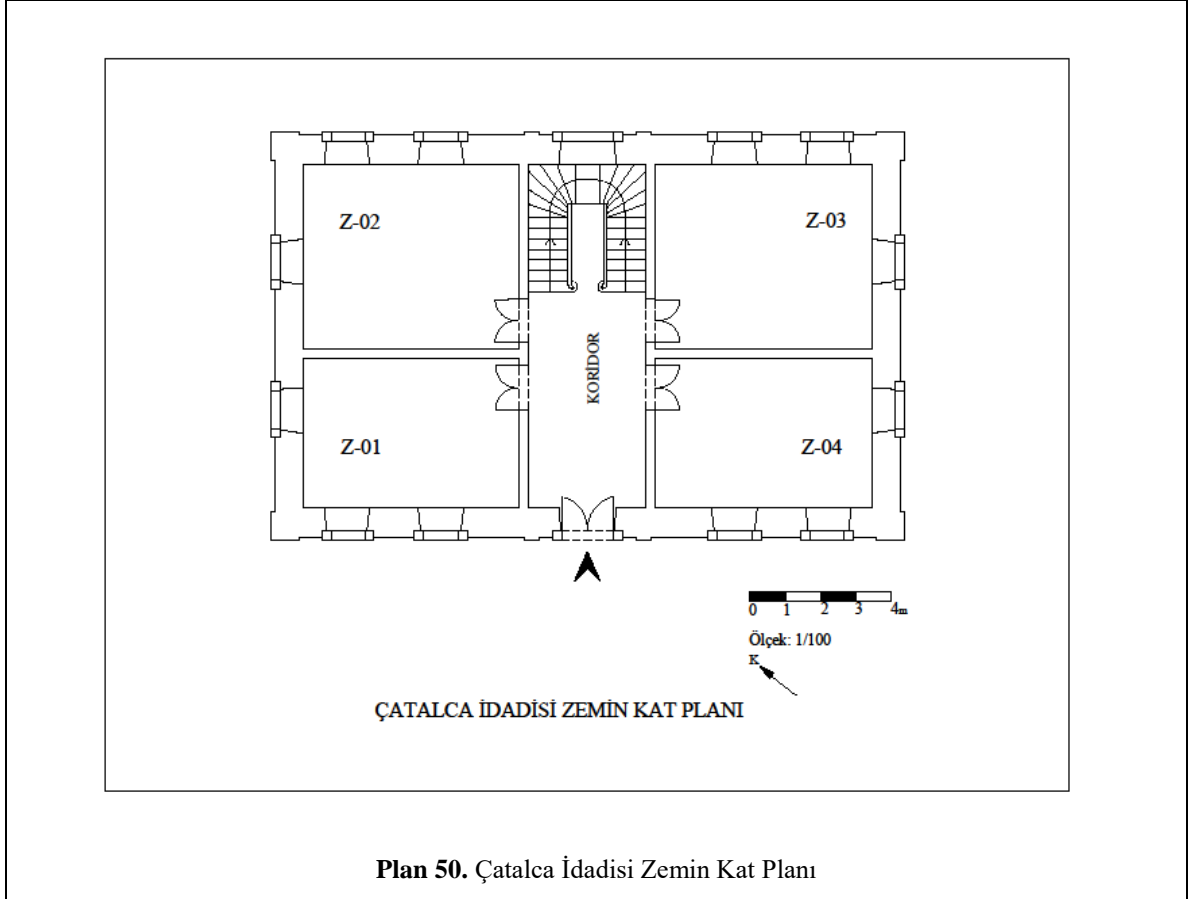 Z-02
Z-03
KORİDOR
Z-01
Z-04
0 1 2 3 4m
Ölçek: 1/100
K
ÇATALCA İDADİSİ ZEMİN KAT PLANI
Plan 50. Çatalca İdadisi Zemin Kat Planı